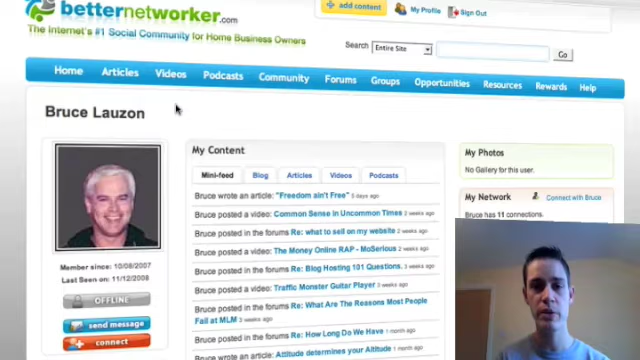 betternetworker.com
The Internet's #1 Social Community for Home Business Owners
add content
My Profile
Sign Out
Search
Entire Site
Go
Home Articles Videos Podcasts Community Forums Groups Opportunities Resources Rewards Help
Bruce Lauzon
Member since: 10/08/2007
Last Seen on: 11/12/2008
OFFLINE
send message
connect
My Content
Mini-feed Blog Articles Videos Podcasts
Bruce wrote an article: "Freedom ain't Free" 5 days ago
Bruce posted a video: Common Sense in Uncommon Times 2 weeks ago
Bruce posted in the forums Re: what to sell on my website 2 weeks ago
Bruce posted a video: The Money Online RAP - MoSerious 2 weeks ago
Bruce posted in the forums Re: Blog Hosting 101 Questions. 3 weeks ago
Bruce posted a video: Traffic Monster Guitar Player 3 weeks ago
Bruce posted in the forums Re: What Are The Reasons Most People
Fail at MLM 3 weeks ago
Bruce posted in the forums Re: How Long Do We Have 1 month ago
Bruce wrote an article: Attitude determines your Altitude 1 month ago
My Photos
No Gallery for this user.
My Network
Connect with Bruce
Bruce has 11 connections.